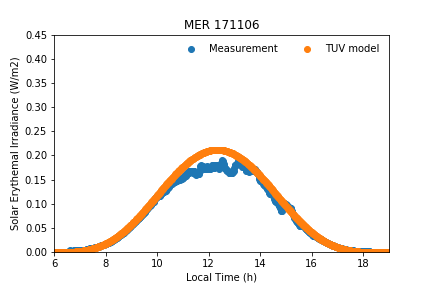 MER 171106
Measurement
TUV model
Solar Erythemal Irradiance (W/m2)
0.45
0.40
0.35
0.30
0.25
0.20
0.15
0.10
0.05
0.00
6 8 10 12 14 16 18
Local Time (h)